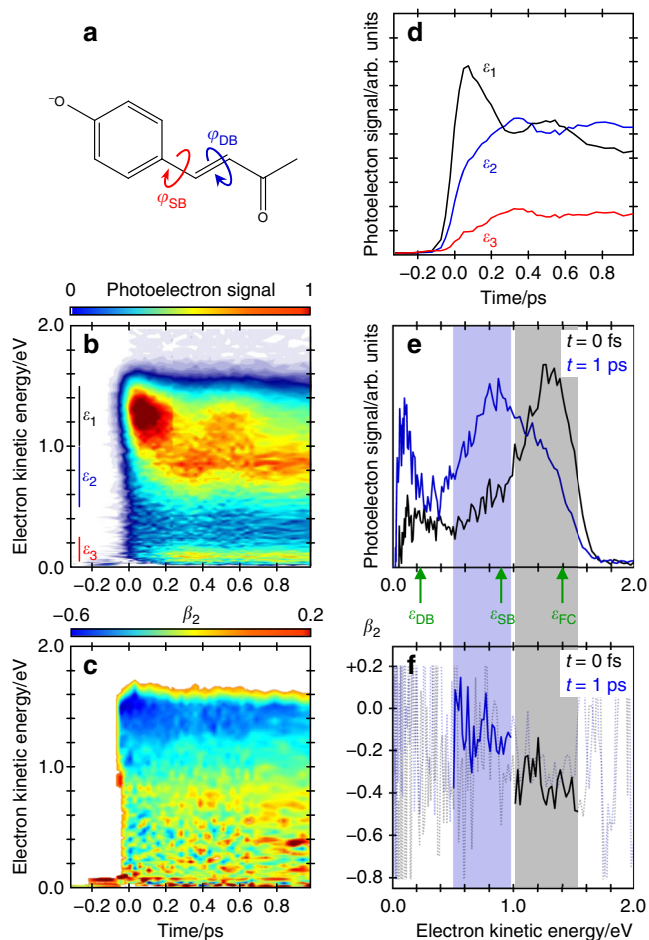 a
⁻O
φSB
φDB
O
d
Photoelectron signal/arb. units
ε1
ε2
ε3
−0.2 0.0 0.2 0.4 0.6 0.8
Time/ps
0 Photoelectron signal 1
b
Electron kinetic energy/eV
2.0
1.0
0.0
ε1
ε2
ε3
−0.2 0.0 0.2 0.4 0.6 0.8
−0.6 β2 0.2
c
Electron kinetic energy/eV
2.0
1.0
0.0
−0.2 0.0 0.2 0.4 0.6 0.8
Time/ps
e
t = 0 fs
t = 1 ps
Photoelectron signal/arb. units
0.0 1.0 2.0
εDB εSB εFC
β2
f
t = 0 fs
t = 1 ps
+0.2
0.0
−0.2
−0.4
−0.6
−0.8
0.0 1.0 2.0
Electron kinetic energy/eV